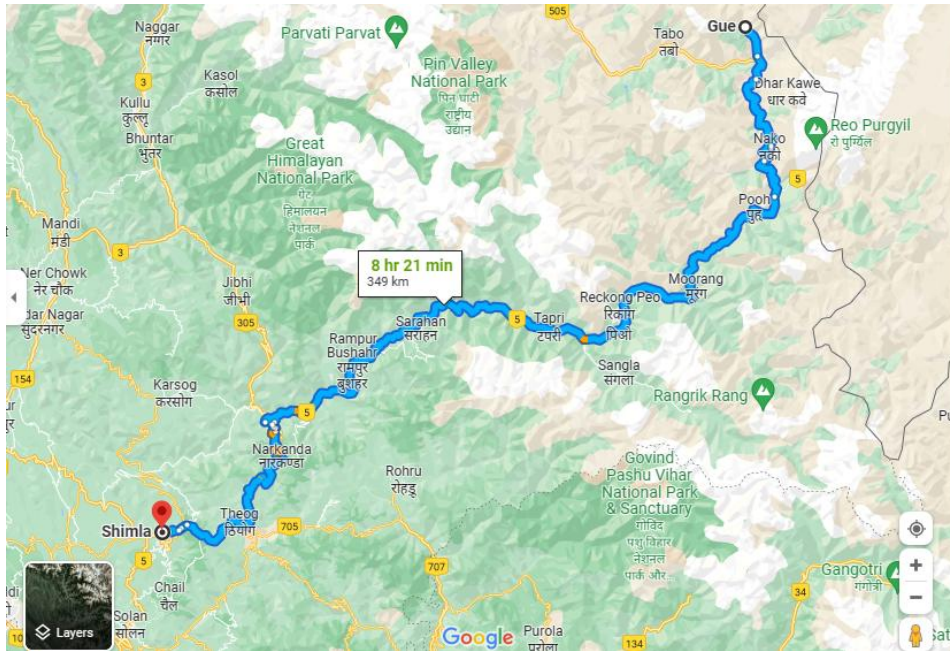 Naggar
नग्गर
Parvati Parvat
505
Gue
Tabo
तबो
Pin Valley
National Park
पिन घाटी
राष्ट्रीय
उद्यान
Kasol
कसोल
3
Kullu
कुल्लू
Bhuntar
भुंतर
Dhar Kawe
धार कवे
Reo Purgyil
रो पुर्ग्यिल
Great
Himalayan
National Park
ग्रेट
हिमालयन
नेशनल
पार्क
Nako
5
Pooh
पुह
Mandi
मंडी
3
8 hr 21 min
349 km
Ner Chowk
नेर चौक
Jibhi
जीभी
Moorang
मूरंग
Reckong Peo
रिकांग
पिओ
dar Nagar
सुंदरनगर
305
Sarahan
सराहन
5
Tapri
टपरी
Rampur
Bushahr
रामपुर
बुशहर
Sangla
सांगला
154
Karsog
करसोग
Rangrik Rang
5
Narkanda
नारकण्डा
Rohru
रोहड़ू
Govind
Pashu Vihar
National Park
& Sanctuary
गोविंद
पशु विहार
नेशनल
पार्क और
Theog
ठियोग
705
Shimla
5
707
Chail
चैल
Gangotri
गंगोत्री
34
Layers
Solan
सोलन
Google
Purola
पुरोला
134
Sat